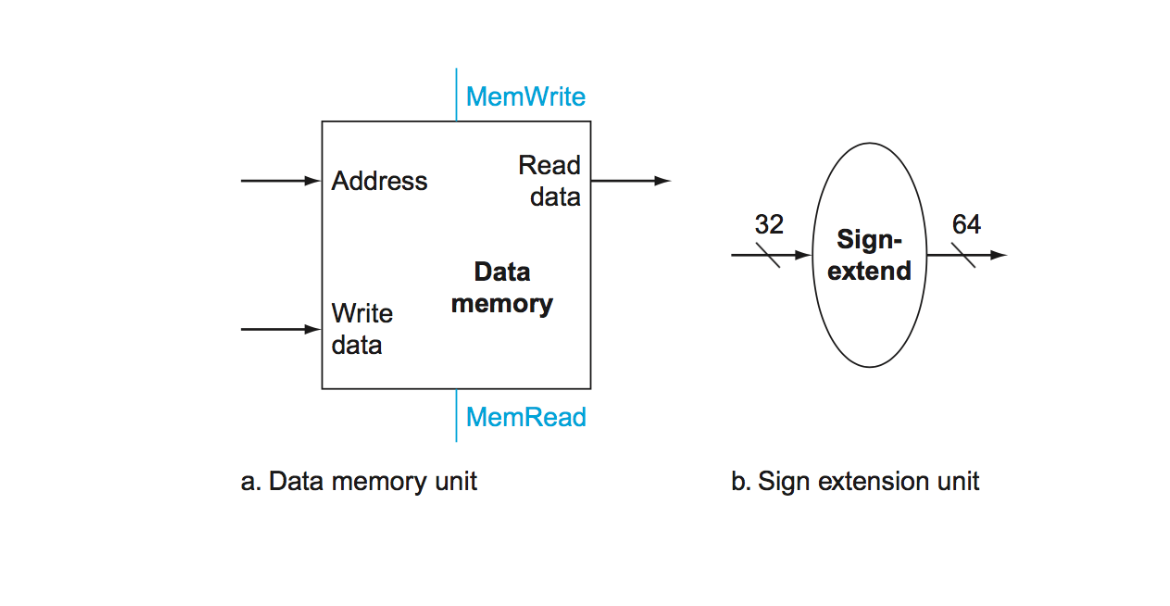 MemWrite
Address
Read
data
Data
memory
Write
data
MemRead
a. Data memory unit
32
Sign-
extend
64
b. Sign extension unit